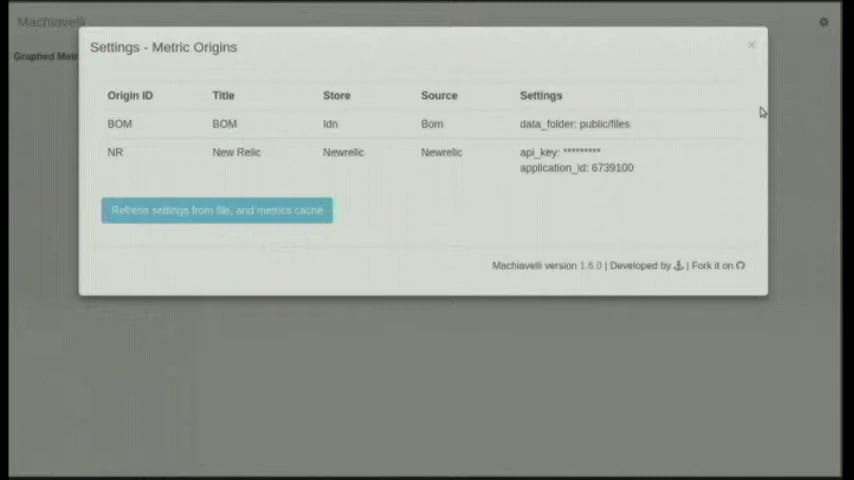 Machiavelli
Graphed Metr
Settings - Metric Origins
×
Origin ID Title Store Source Settings
BOM BOM Idn Bom data_folder: public/files
NR New Relic Newrelic Newrelic api_key: *********
application_id: 6739100
Refresh settings from file, and metrics cache
Machiavelli version 1.6.0 | Developed by | Fork it on